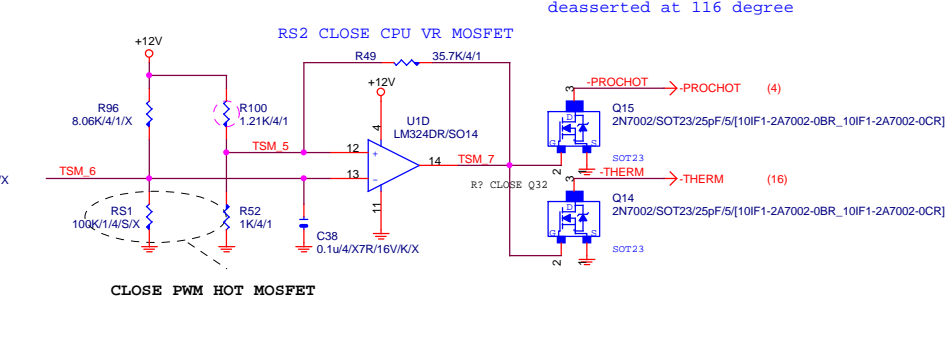 deasserted at 116 degree
RS2 CLOSE CPU VR MOSFET
+12V
R49
35.7K/4/1
+12V
-PROCHOT
-PROCHOT
(4)
3
R96
8.06K/4/1/X
R100
1.21K/4/1
U1D
LM324DR/SO14
Q15
2N7002/SOT23/25pF/5/[10IF1-2A7002-0BR_10IF1-2A7002-0CR]
D
G
S
4
TSM_5
12
+
14
TSM_7
SOT23
2
1
TSM_6
13
-
-THERM
-THERM
(16)
/X
R? CLOSE Q32
3
Q14
2N7002/SOT23/25pF/5/[10IF1-2A7002-0BR_10IF1-2A7002-0CR]
D
G
S
RS1
100K/1/4/S/X
R52
1K/4/1
11
C38
0.1u/4/X7R/16V/K/X
SOT23
2
1
CLOSE PWM HOT MOSFET